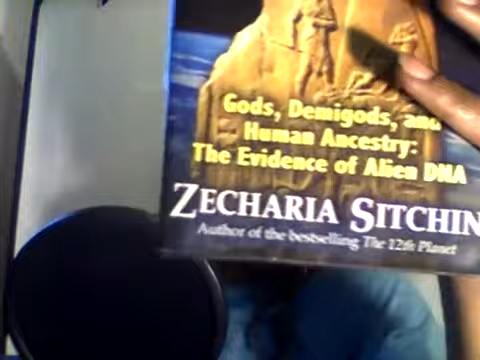 Gods, Demigods, and
Human Ancestry:
The Evidence of Alien DNA
ZECHARIA SITCHIN
Author of the bestselling The 12th Planet